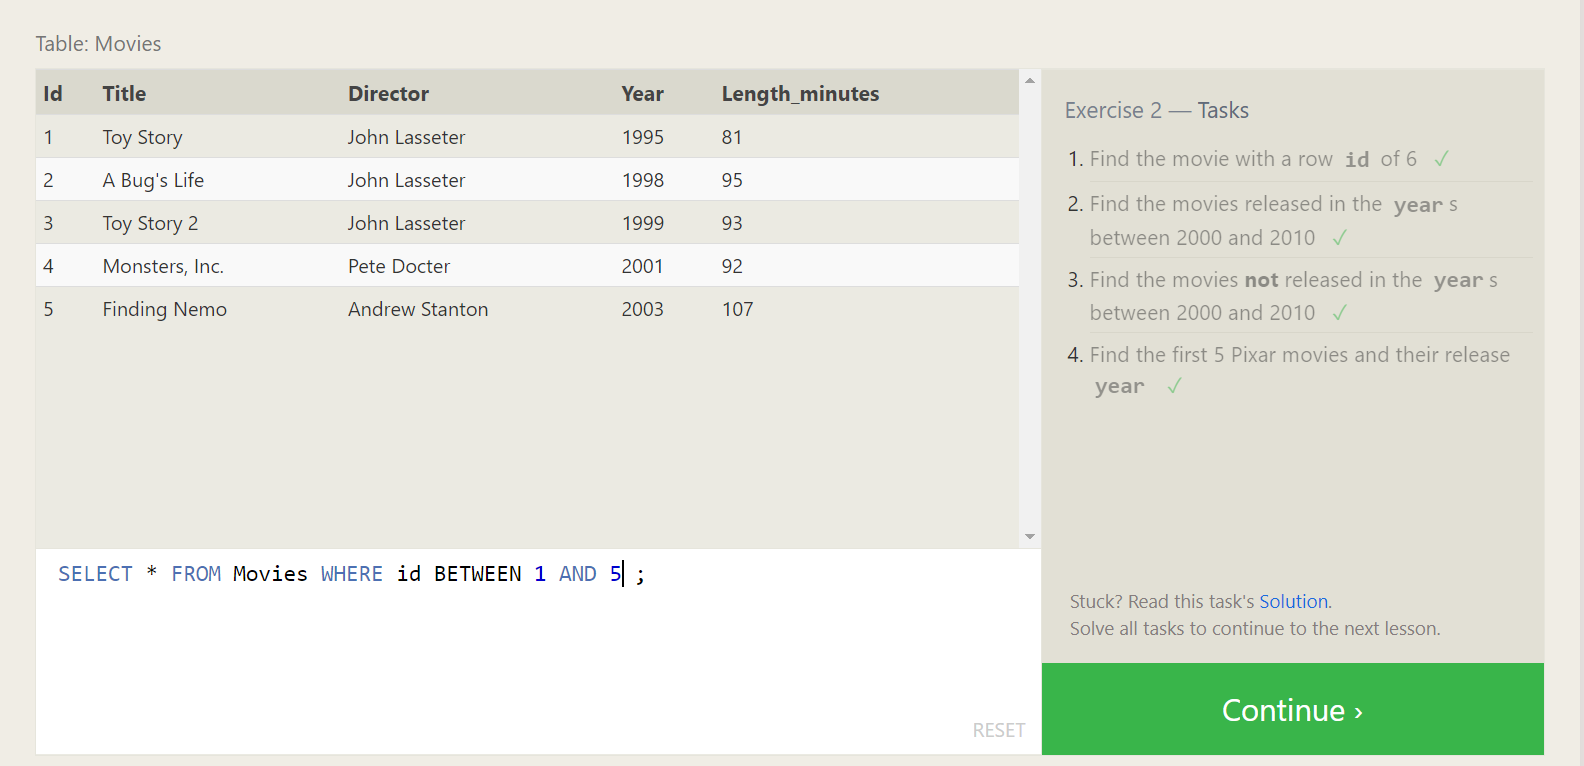 Table: Movies
Id Title Director Year Length_minutes
1 Toy Story John Lasseter 1995 81
2 A Bug's Life John Lasseter 1998 95
3 Toy Story 2 John Lasseter 1999 93
4 Monsters, Inc. Pete Docter 2001 92
5 Finding Nemo Andrew Stanton 2003 107
SELECT * FROM Movies WHERE id BETWEEN 1 AND 5 ;
RESET
Exercise 2 — Tasks
1. Find the movie with a row id of 6 ✓
2. Find the movies released in the year s
between 2000 and 2010 ✓
3. Find the movies not released in the year s
between 2000 and 2010 ✓
4. Find the first 5 Pixar movies and their release
year ✓
Stuck? Read this task's Solution.
Solve all tasks to continue to the next lesson.
Continue ›